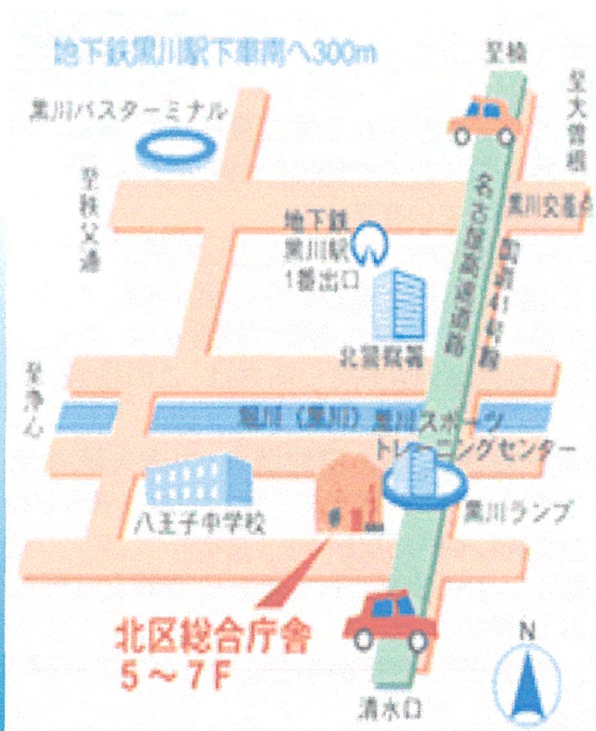 地下鉄黒川駅下車南へ300m
至楠
至大曽根
黒川バスターミナル
至秩父通
黒川交差点
地下鉄
黒川駅
1番出口
名古屋高速道路
国道41号線
北警察署
至浄心
堀川（黒川）
黒川スポーツ
トレーニングセンター
八王子中学校
黒川ランプ
北区総合庁舎
5～7F
N
清水口